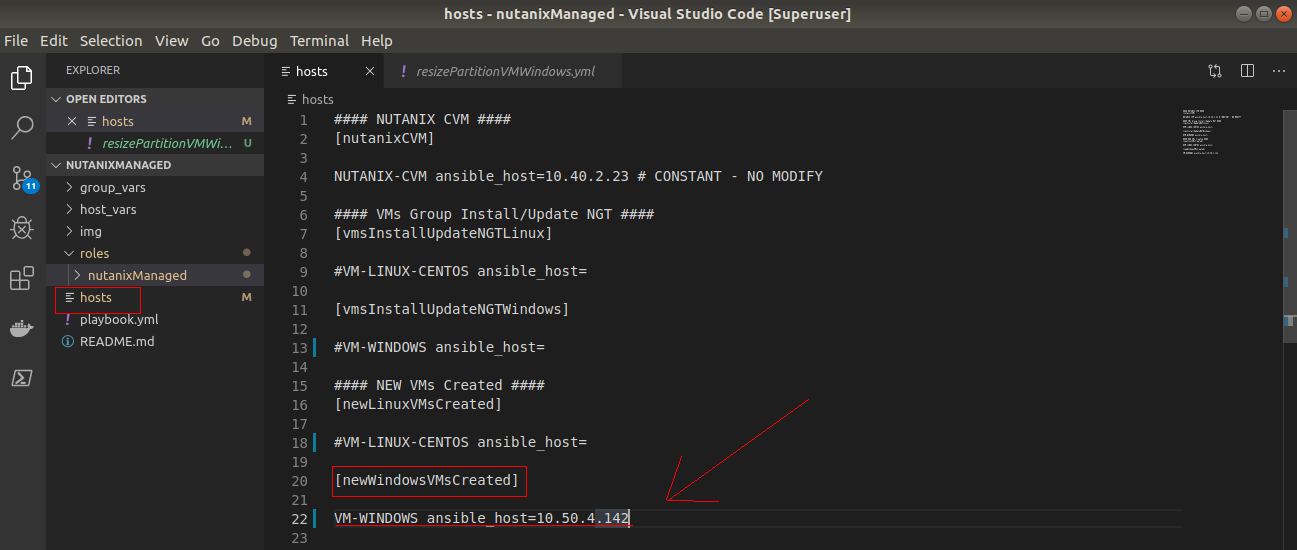 hosts - nutanixManaged - Visual Studio Code [Superuser]
File Edit Selection View Go Debug Terminal Help
EXPLORER
OPEN EDITORS
hosts M
! resizePartitionVMWi... U
NUTANIXMANAGED
group_vars
host_vars
img
roles
nutanixManaged
hosts M
! playbook.yml
README.md
11
hosts
! resizePartitionVMWindows.yml
hosts
1 #### NUTANIX CVM ####
2 [nutanixCVM]
3
4 NUTANIX-CVM ansible_host=10.40.2.23 # CONSTANT - NO MODIFY
5
6 #### VMs Group Install/Update NGT ####
7 [vmsInstallUpdateNGTLinux]
8
9 #VM-LINUX-CENTOS ansible_host=
10
11 [vmsInstallUpdateNGTWindows]
12
13 #VM-WINDOWS ansible_host=
14
15 #### NEW VMs Created ####
16 [newLinuxVMsCreated]
17
18 #VM-LINUX-CENTOS ansible_host=
19
20 [newWindowsVMsCreated]
21
22 VM-WINDOWS ansible_host=10.50.4.142
23